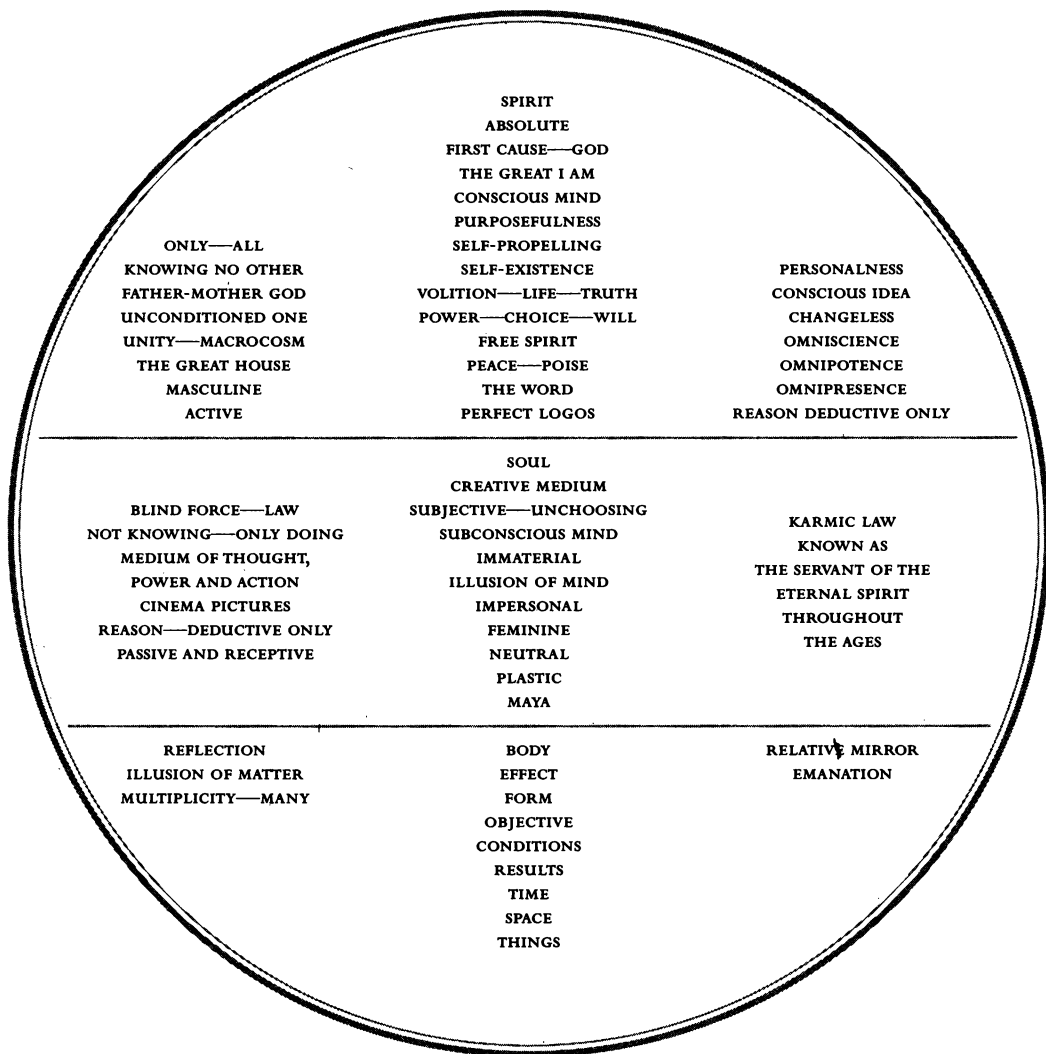 ONLY—ALL
KNOWING NO OTHER
FATHER-MOTHER GOD
UNCONDITIONED ONE
UNITY—MACROCOSM
THE GREAT HOUSE
MASCULINE
ACTIVE
SPIRIT
ABSOLUTE
FIRST CAUSE—GOD
THE GREAT I AM
CONSCIOUS MIND
PURPOSEFULNESS
SELF-PROPELLING
SELF-EXISTENCE
VOLITION—LIFE—TRUTH
POWER—CHOICE—WILL
FREE SPIRIT
PEACE—POISE
THE WORD
PERFECT LOGOS
PERSONALNESS
CONSCIOUS IDEA
CHANGELESS
OMNISCIENCE
OMNIPOTENCE
OMNIPRESENCE
REASON DEDUCTIVE ONLY
BLIND FORCE—LAW
NOT KNOWING—ONLY DOING
MEDIUM OF THOUGHT,
POWER AND ACTION
CINEMA PICTURES
REASON—DEDUCTIVE ONLY
PASSIVE AND RECEPTIVE
SOUL
CREATIVE MEDIUM
SUBJECTIVE—UNCHOOSING
SUBCONSCIOUS MIND
IMMATERIAL
ILLUSION OF MIND
IMPERSONAL
FEMININE
NEUTRAL
PLASTIC
MAYA
KARMIC LAW
KNOWN AS
THE SERVANT OF THE
ETERNAL SPIRIT
THROUGHOUT
THE AGES
REFLECTION
ILLUSION OF MATTER
MULTIPLICITY—MANY
BODY
EFFECT
FORM
OBJECTIVE
CONDITIONS
RESULTS
TIME
SPACE
THINGS
RELATIVE MIRROR
EMANATION